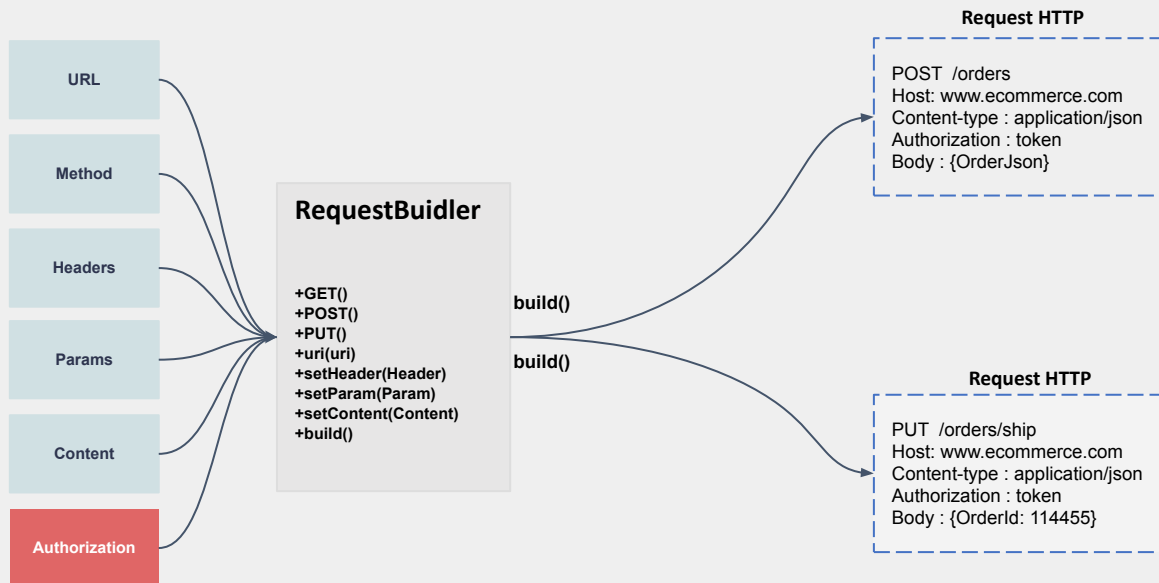 URL
Method
Headers
Params
Content
Authorization
RequestBuidler
+GET()
+POST()
+PUT()
+uri(uri)
+setHeader(Header)
+setParam(Param)
+setContent(Content)
+build()
build()
build()
Request HTTP
POST /orders
Host: www.ecommerce.com
Content-type : application/json
Authorization : token
Body : {OrderJson}
Request HTTP
PUT /orders/ship
Host: www.ecommerce.com
Content-type : application/json
Authorization : token
Body : {OrderId: 114455}